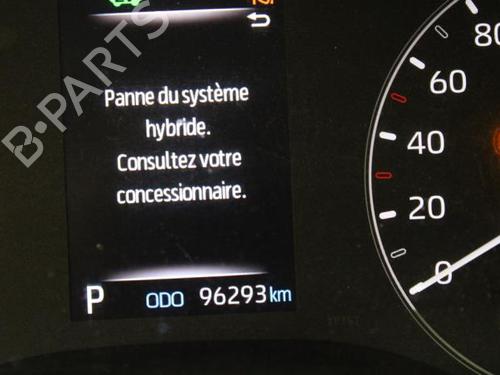 B-PARTS
Panne du système
hybride.
Consultez votre
concessionnaire.
P ODO 96293 km
80
60
40
20
0